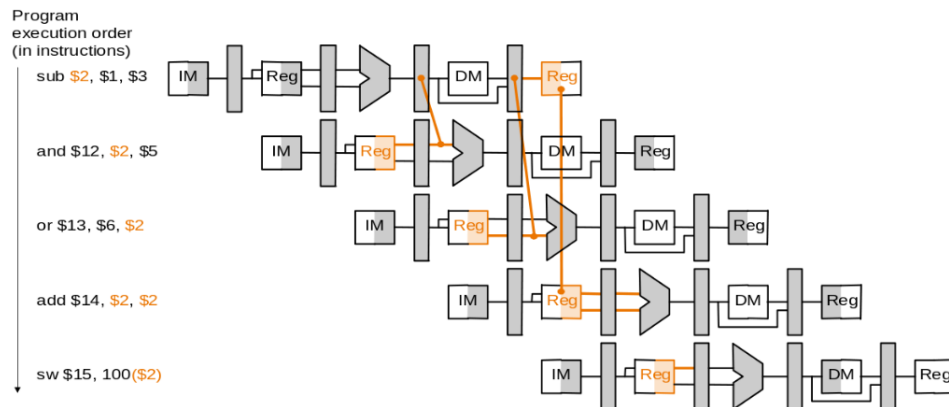 Program
execution order
(in instructions)
sub $2, $1, $3
IM Reg DM Reg
and $12, $2, $5
IM Reg DM Reg
or $13, $6, $2
IM Reg DM Reg
add $14, $2, $2
IM Reg DM Reg
sw $15, 100($2)
IM Reg DM Reg